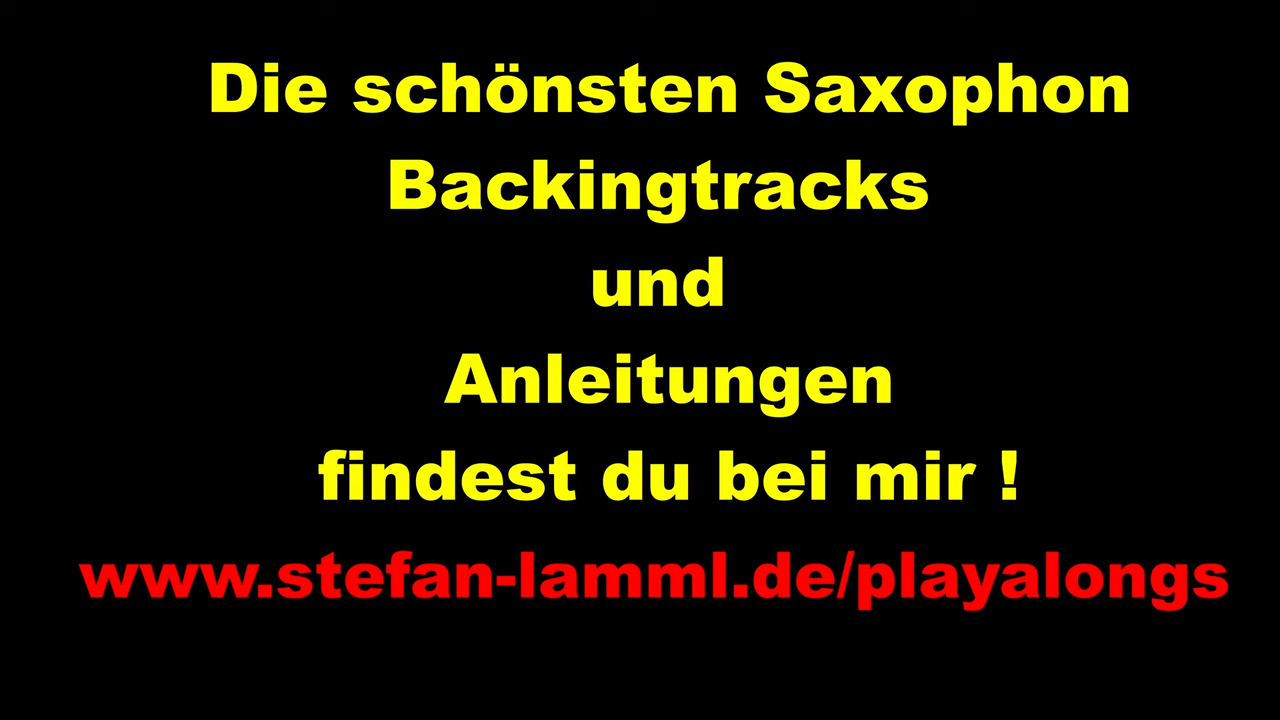 Die schönsten Saxophon
Backingtracks
und
Anleitungen
findest du bei mir !
www.stefan-lamml.de/playalongs